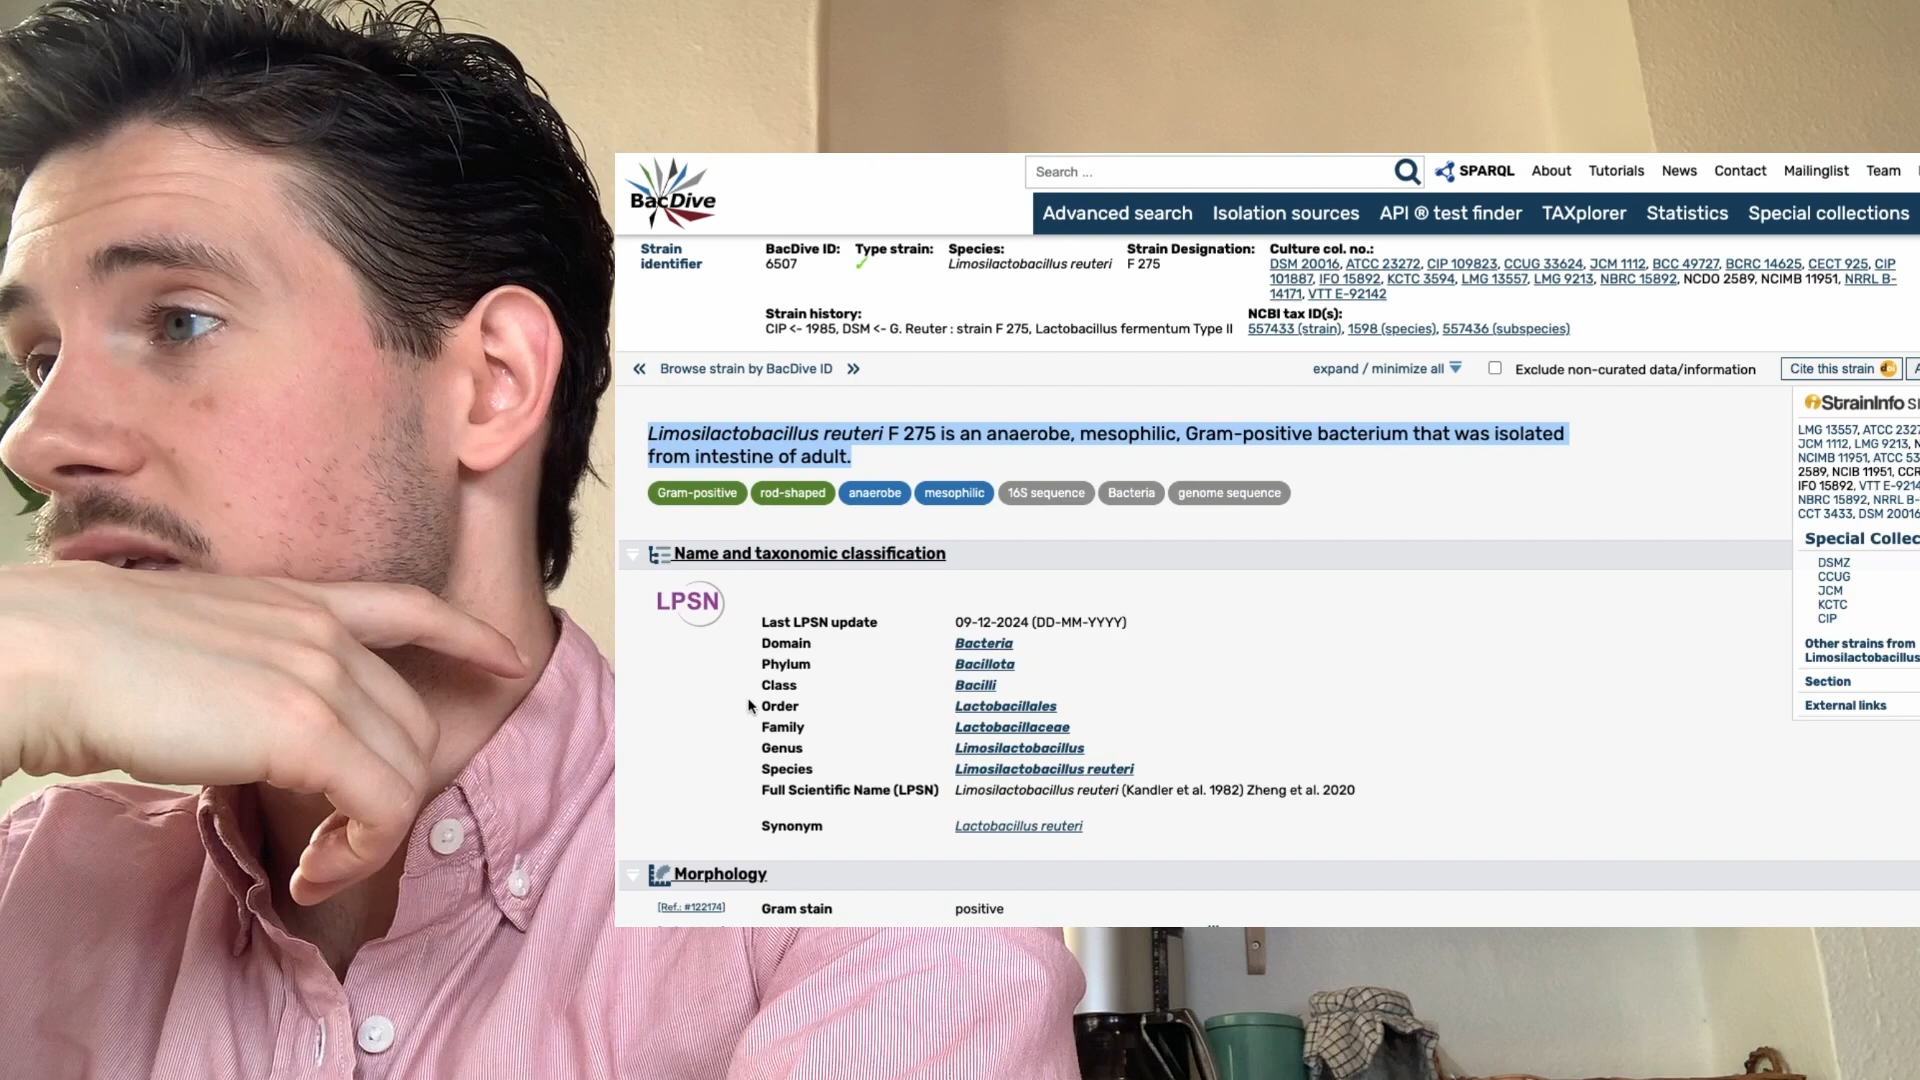 BacDive
Search ...
SPARQL About Tutorials News Contact Mailinglist Team
Advanced search Isolation sources API ® test finder TAXplorer Statistics Special collections
Strain identifier
BacDive ID: 6507
Type strain: ✓
Species: Limosilactobacillus reuteri
Strain Designation: F 275
Culture col. no.:
DSM 20016, ATCC 23272, CIP 109823, CCUG 33624, JCM 1112, BCC 49727, BCRC 14625, CECT 925, CIP
101887, IFO 15892, KCTC 3594, LMG 13557, LMG 9213, NBRC 15892, NCDO 2589, NCIMB 11951, NRRL B-
14171, VTT E-92142
Strain history:
CIP <- 1985, DSM <- G. Reuter : strain F 275, Lactobacillus fermentum Type II
NCBI tax ID(s):
557433 (strain), 1598 (species), 557436 (subspecies)
« Browse strain by BacDive ID »
expand / minimize all
Exclude non-curated data/information
Cite this strain
Limosilactobacillus reuteri F 275 is an anaerobe, mesophilic, Gram-positive bacterium that was isolated
from intestine of adult.
Gram-positive rod-shaped anaerobe mesophilic 16S sequence Bacteria genome sequence
Name and taxonomic classification
LPSN
Last LPSN update 09-12-2024 (DD-MM-YYYY)
Domain Bacteria
Phylum Bacillota
Class Bacilli
Order Lactobacillales
Family Lactobacillaceae
Genus Limosilactobacillus
Species Limosilactobacillus reuteri
Full Scientific Name (LPSN) Limosilactobacillus reuteri (Kandler et al. 1982) Zheng et al. 2020
Synonym Lactobacillus reuteri
Morphology
[Ref.: #122174] Gram stain positive
StrainInfo
LMG 13557, ATCC 2327
JCM 1112, LMG 9213, N
NCIMB 11951, ATCC 53
2589, NCIB 11951, CCR
IFO 15892, VTT E-9214
NBRC 15892, NRRL B-
CCT 3433, DSM 20016
Special Collec
DSMZ
CCUG
JCM
KCTC
CIP
Other strains from
Limosilactobacillus
Section
External links